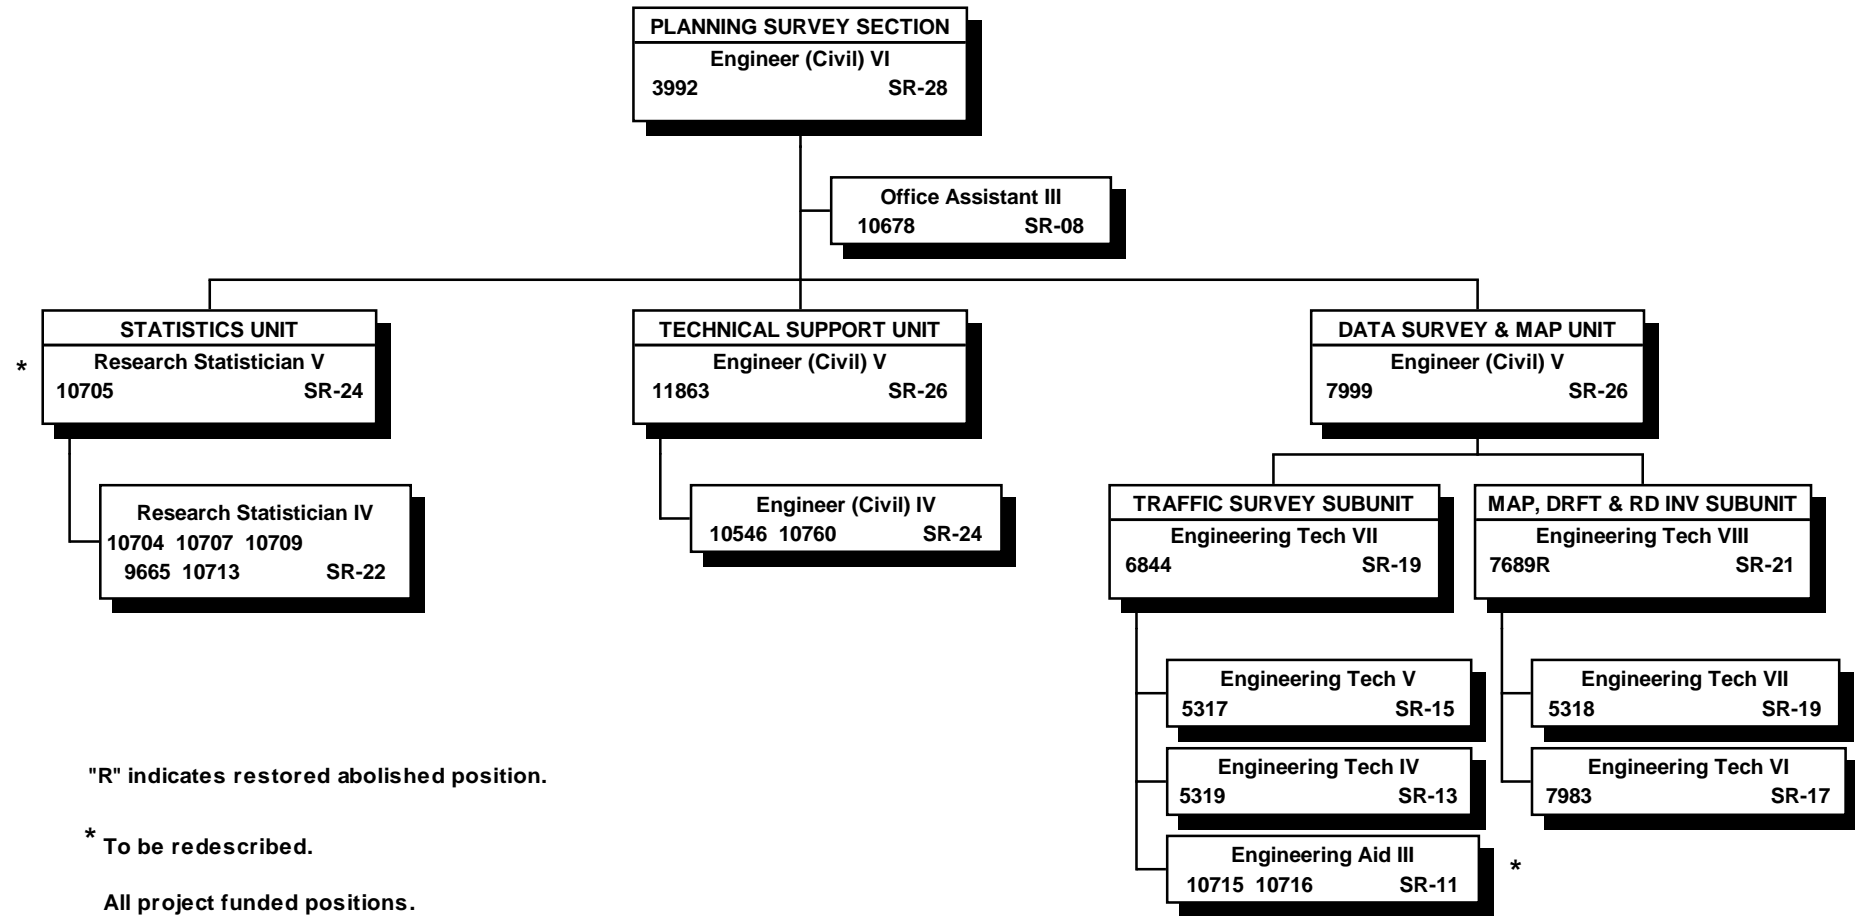 PLANNING SURVEY SECTION
Engineer (Civil) VI
3992 SR-28
Office Assistant III
10678 SR-08
STATISTICS UNIT
* Research Statistician V
10705 SR-24
Research Statistician IV
10704 10707 10709
9665 10713 SR-22
TECHNICAL SUPPORT UNIT
Engineer (Civil) V
11863 SR-26
Engineer (Civil) IV
10546 10760 SR-24
DATA SURVEY & MAP UNIT
Engineer (Civil) V
7999 SR-26
TRAFFIC SURVEY SUBUNIT
Engineering Tech VII
6844 SR-19
Engineering Tech V
5317 SR-15
Engineering Tech IV
5319 SR-13
Engineering Aid III
10715 10716 SR-11 *
MAP, DRFT & RD INV SUBUNIT
Engineering Tech VIII
7689R SR-21
Engineering Tech VII
5318 SR-19
Engineering Tech VI
7983 SR-17
"R" indicates restored abolished position.
* To be redescribed.
All project funded positions.